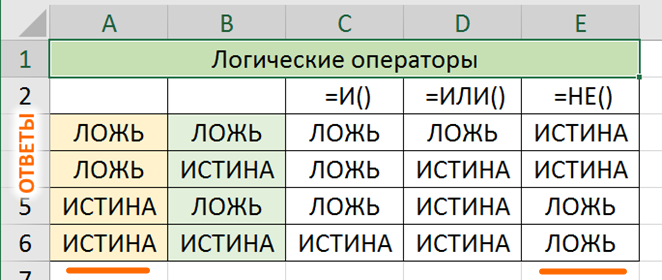 A B C D E
1 Логические операторы
2 =И() =ИЛИ() =НЕ()
ОТВЕТЫ
ЛОЖЬ ЛОЖЬ ЛОЖЬ ЛОЖЬ ИСТИНА
ЛОЖЬ ИСТИНА ЛОЖЬ ИСТИНА ИСТИНА
5 ИСТИНА ЛОЖЬ ЛОЖЬ ИСТИНА ЛОЖЬ
6 ИСТИНА ИСТИНА ИСТИНА ИСТИНА ЛОЖЬ
7